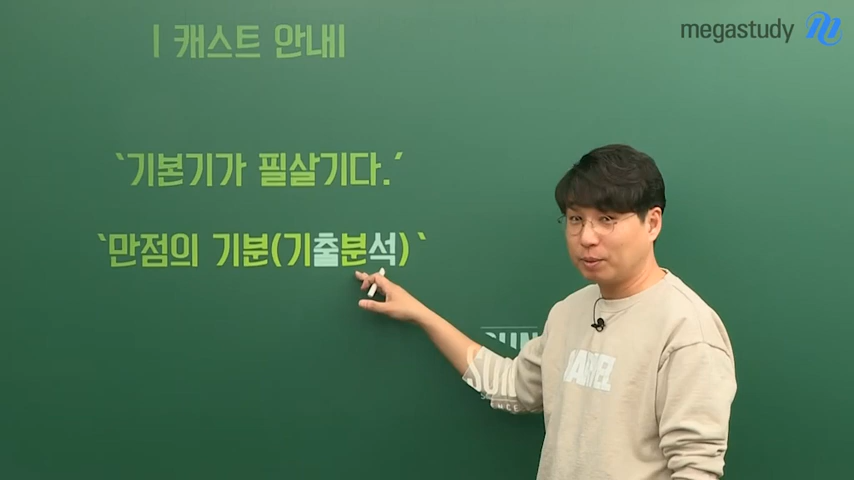 megastudy
| 캐스트 안내|
‵기본기가 필살기다.′
‵만점의 기분(기출분석)‵
SUN